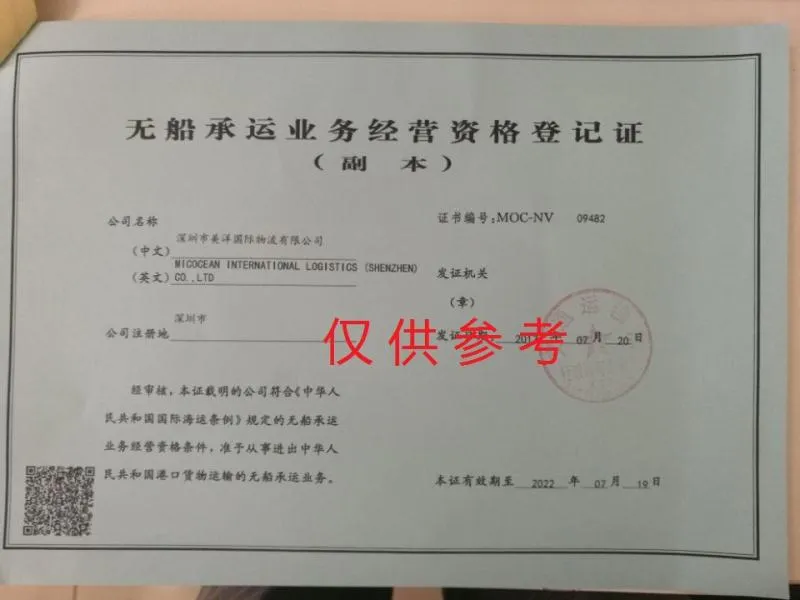 无船承运业务经营资格登记证
（副 本）
公司名称
（中文）深圳市美洋国际物流有限公司
（英文）MICOCEAN INTERNATIONAL LOGISTICS (SHENZHEN)
CO.,LTD
公司注册地 深圳市
经审核，本证载明的公司符合《中华人
民共和国国际海运条例》规定的无船承运
业务经营资格条件，准予从事进出中华人
民共和国港口货物运输的无船承运业务。
证书编号：MOC-NV 09482
发证机关
（章）
发证 201 年 07 月 20 日
本证有效期至 2022 年 07 月 19 日
仅供参考